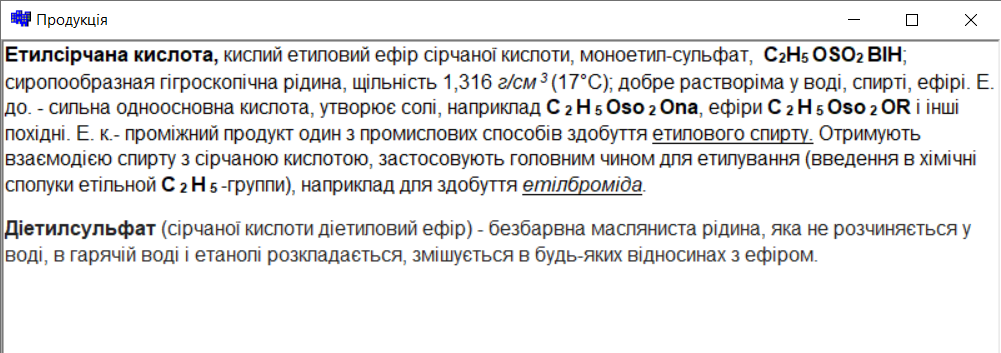 Продукція
Етилсірчана кислота, кислий етиловий ефір сірчаної кислоти, моноетил-сульфат, C2H5 OSO2 ВІН;
сиропообразная гігроскопічна рідина, щільність 1,316 г/см 3 (17°C); добре растворіма у воді, спирті, ефірі. Е.
до. - сильна одноосновна кислота, утворює солі, наприклад C 2 H 5 Oso 2 Ona, ефіри C 2 H 5 Oso 2 OR і інші
похідні. Е. к.- проміжний продукт один з промислових способів здобуття етилового спирту. Отримують
взаємодією спирту з сірчаною кислотою, застосовують головним чином для етилування (введення в хімічні
сполуки етільной C 2 H 5 -группи), наприклад для здобуття етілброміда.
Діетилсульфат (сірчаної кислоти діетиловий ефір) - безбарвна масляниста рідина, яка не розчиняється у
воді, в гарячій воді і етанолі розкладається, змішується в будь-яких відносинах з ефіром.